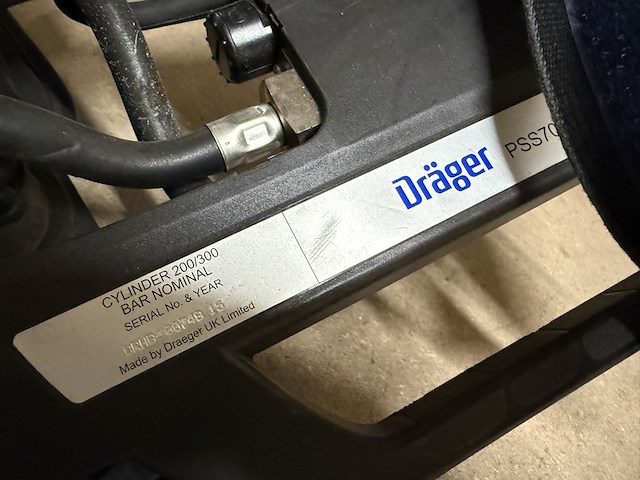 CYLINDER 200/300
BAR NOMINAL
SERIAL No. & YEAR
Made by Draeger UK Limited
Dräger
PSS70